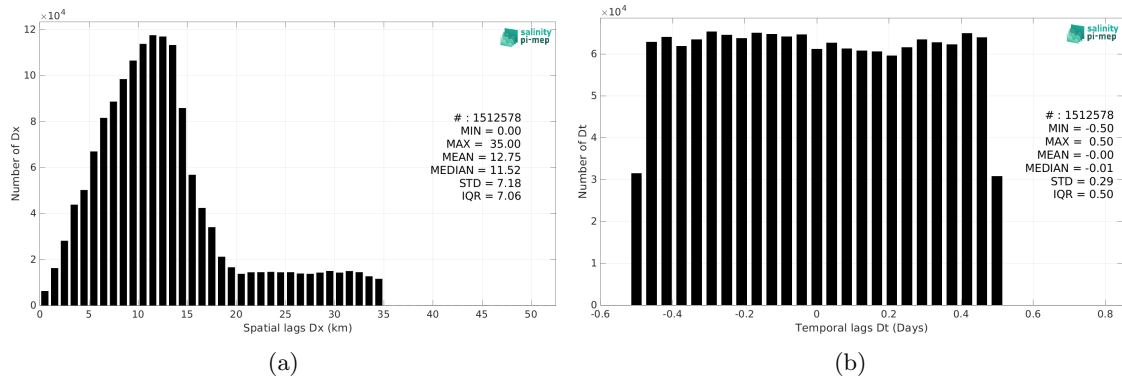 ×10⁴
12
10
8
6
4
2
0
0 5 10 15 20 25 30 35 40 45 50
Number of Dx
Spatial lags Dx (km)
salinity
pi-mep
# : 1512578
MIN = 0.00
MAX = 35.00
MEAN = 12.75
MEDIAN = 11.52
STD = 7.18
IQR = 7.06
(a)
×10⁴
6
5
4
3
2
1
0
-0.6 -0.4 -0.2 0 0.2 0.4 0.6 0.8
Number of Dt
Temporal lags Dt (Days)
salinity
pi-mep
# : 1512578
MIN = -0.50
MAX = 0.50
MEAN = -0.00
MEDIAN = -0.01
STD = 0.29
IQR = 0.50
(b)